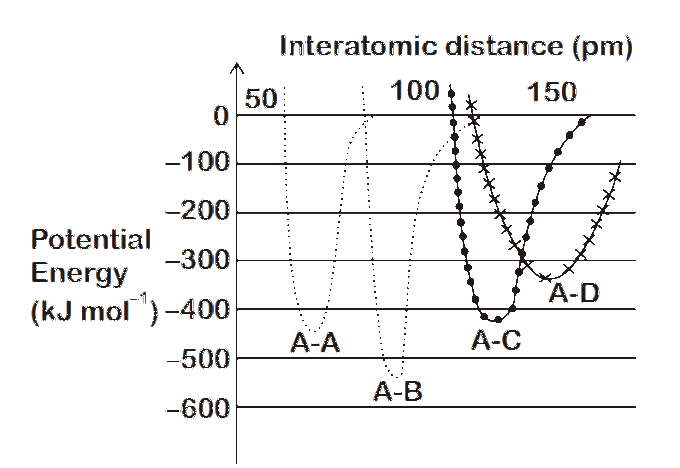 Interatomic distance (pm)
50 100 150
0
–100
–200
–300
–400
–500
–600
Potential
Energy
(kJ mol⁻¹)
A-A
A-B
A-C
A-D